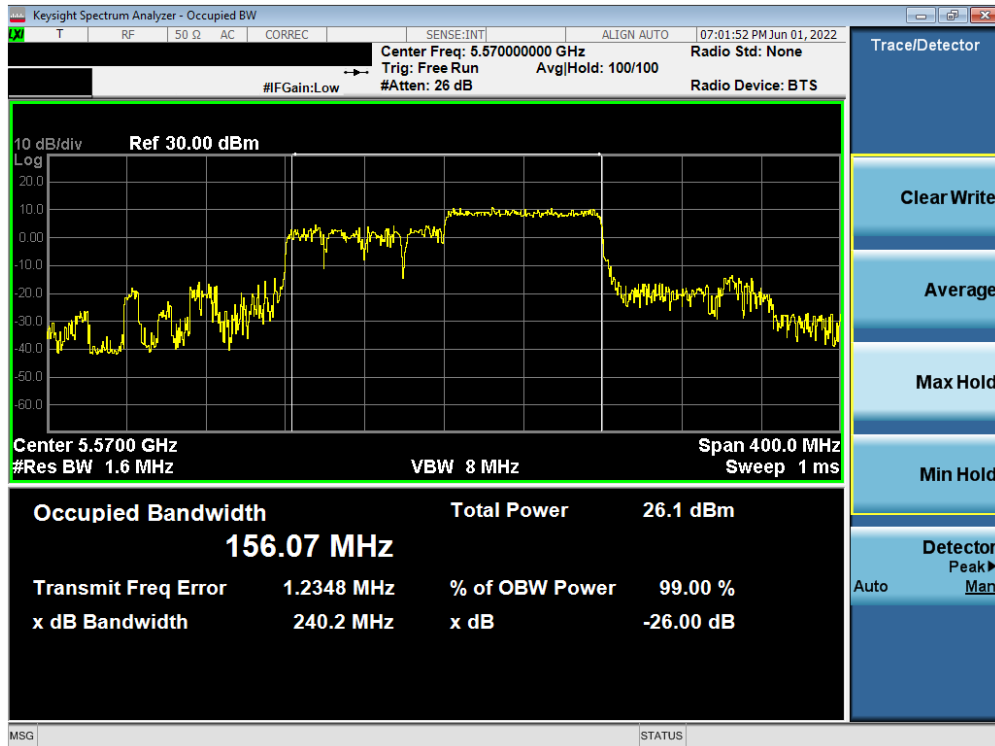 Keysight Spectrum Analyzer - Occupied BW
LXI T RF 50 Ω AC CORREC SENSE:INT ALIGN AUTO 07:01:52 PM Jun 01, 2022
Center Freq: 5.570000000 GHz Radio Std: None
Trig: Free Run Avg|Hold: 100/100
#IFGain:Low #Atten: 26 dB Radio Device: BTS
10 dB/div Ref 30.00 dBm
Log
20.0
10.0
0.00
-10.0
-20.0
-30.0
-40.0
-50.0
-60.0
Center 5.5700 GHz Span 400.0 MHz
#Res BW 1.6 MHz VBW 8 MHz Sweep 1 ms
Occupied Bandwidth Total Power 26.1 dBm
156.07 MHz
Transmit Freq Error 1.2348 MHz % of OBW Power 99.00 %
x dB Bandwidth 240.2 MHz x dB -26.00 dB
MSG STATUS
Trace/Detector
Clear Write
Average
Max Hold
Min Hold
Detector
Peak▶
Auto Man